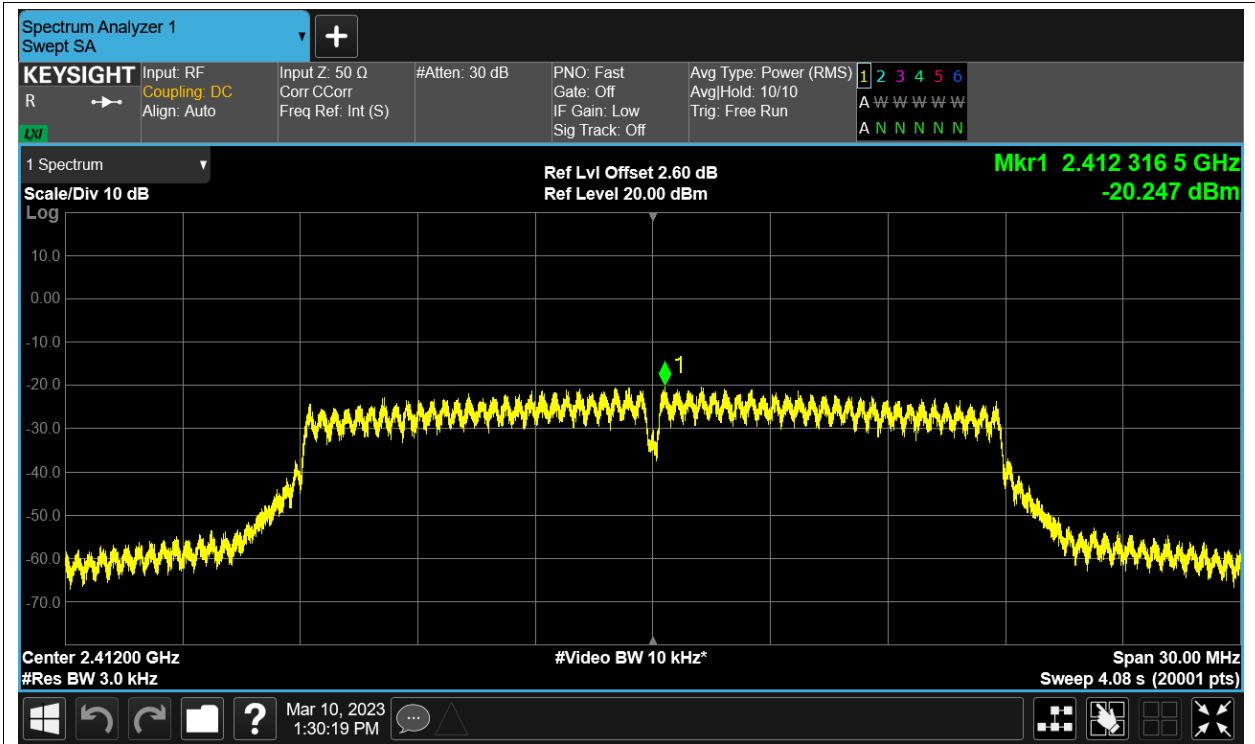 Spectrum Analyzer 1
Swept SA
KEYSIGHT
R
LXI
Input: RF
Coupling: DC
Align: Auto
Input Z: 50 Ω
Corr CCorr
Freq Ref: Int (S)
#Atten: 30 dB
PNO: Fast
Gate: Off
IF Gain: Low
Sig Track: Off
Avg Type: Power (RMS)
Avg|Hold: 10/10
Trig: Free Run
1 2 3 4 5 6
A W W W W W
A N N N N N
1 Spectrum
Scale/Div 10 dB
Ref Lvl Offset 2.60 dB
Ref Level 20.00 dBm
Mkr1 2.412 316 5 GHz
-20.247 dBm
Log
10.0
0.00
-10.0
-20.0
-30.0
-40.0
-50.0
-60.0
-70.0
1
Center 2.41200 GHz
#Res BW 3.0 kHz
#Video BW 10 kHz*
Span 30.00 MHz
Sweep 4.08 s (20001 pts)
?
Mar 10, 2023
1:30:19 PM